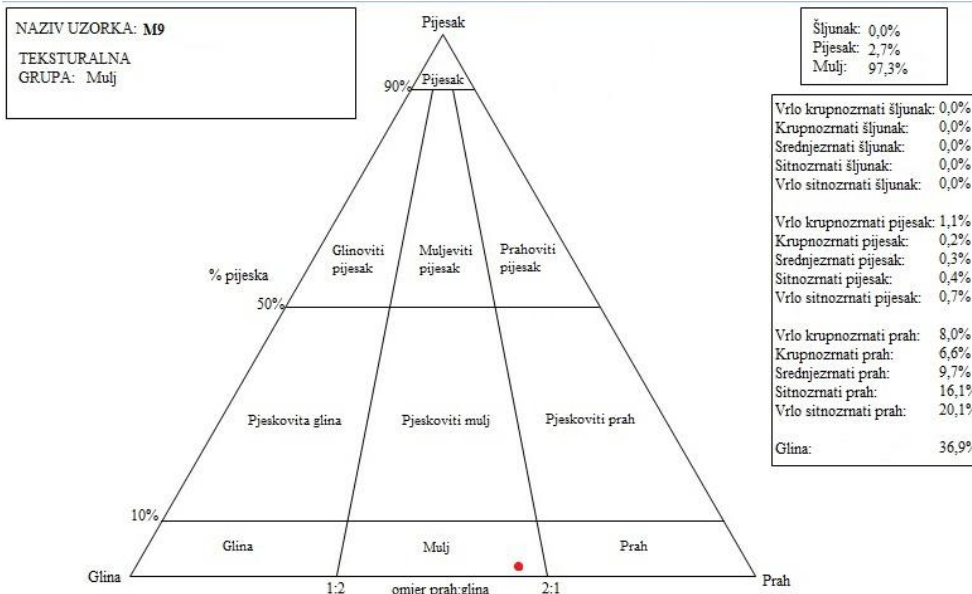 NAZIV UZORKA: M9
TEKSTURALNA
GRUPA: Mulj
Pijesak
90%
Pijesak
Glinoviti
pijesak
Muljeviti
pijesak
Prahoviti
pijesak
% pijeska
50%
Pjeskovita glina
Pjeskoviti mulj
Pjeskoviti prah
10%
Glina
Mulj
Prah
Glina
1:2
omjer prah:glina
2:1
Prah
Šljunak: 0,0%
Pijesak: 2,7%
Mulj: 97,3%
Vrlo krupnozrnati šljunak: 0,0%
Krupnozrnati šljunak: 0,0%
Srednjezrnati šljunak: 0,0%
Sitnozrnati šljunak: 0,0%
Vrlo sitnozrnati šljunak: 0,0%
Vrlo krupnozrnati pijesak: 1,1%
Krupnozrnati pijesak: 0,2%
Srednjezrnati pijesak: 0,3%
Sitnozrnati pijesak: 0,4%
Vrlo sitnozrnati pijesak: 0,7%
Vrlo krupnozrnati prah: 8,0%
Krupnozrnati prah: 6,6%
Srednjezrnati prah: 9,7%
Sitnozrnati prah: 16,1%
Vrlo sitnozrnati prah: 20,1%
Glina: 36,9%